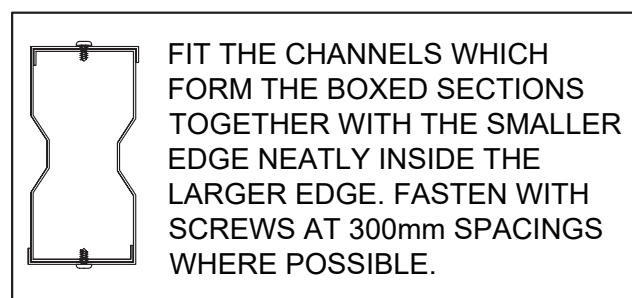 FIT THE CHANNELS WHICH
FORM THE BOXED SECTIONS
TOGETHER WITH THE SMALLER
EDGE NEATLY INSIDE THE
LARGER EDGE. FASTEN WITH
SCREWS AT 300mm SPACINGS
WHERE POSSIBLE.